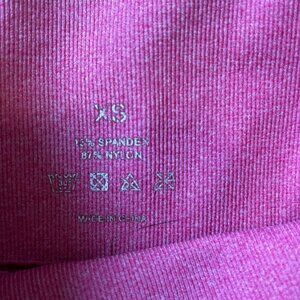 XS
13% SPANDEX
87% NYLON
MADE IN CHINA